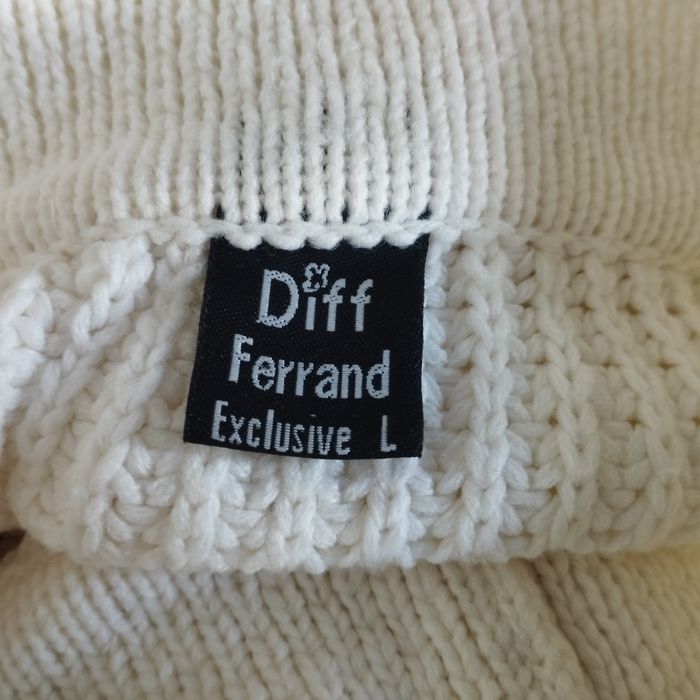 Diff
Ferrand
Exclusive L